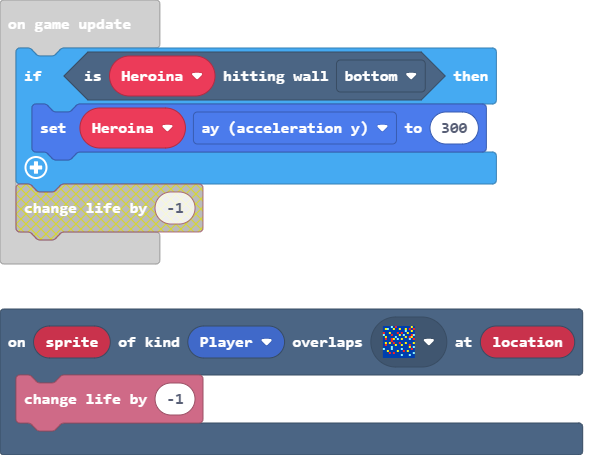 on game update
if is Heroina hitting wall bottom then
set Heroina ay (acceleration y) to 300
change life by -1
on sprite of kind Player overlaps at location
change life by -1